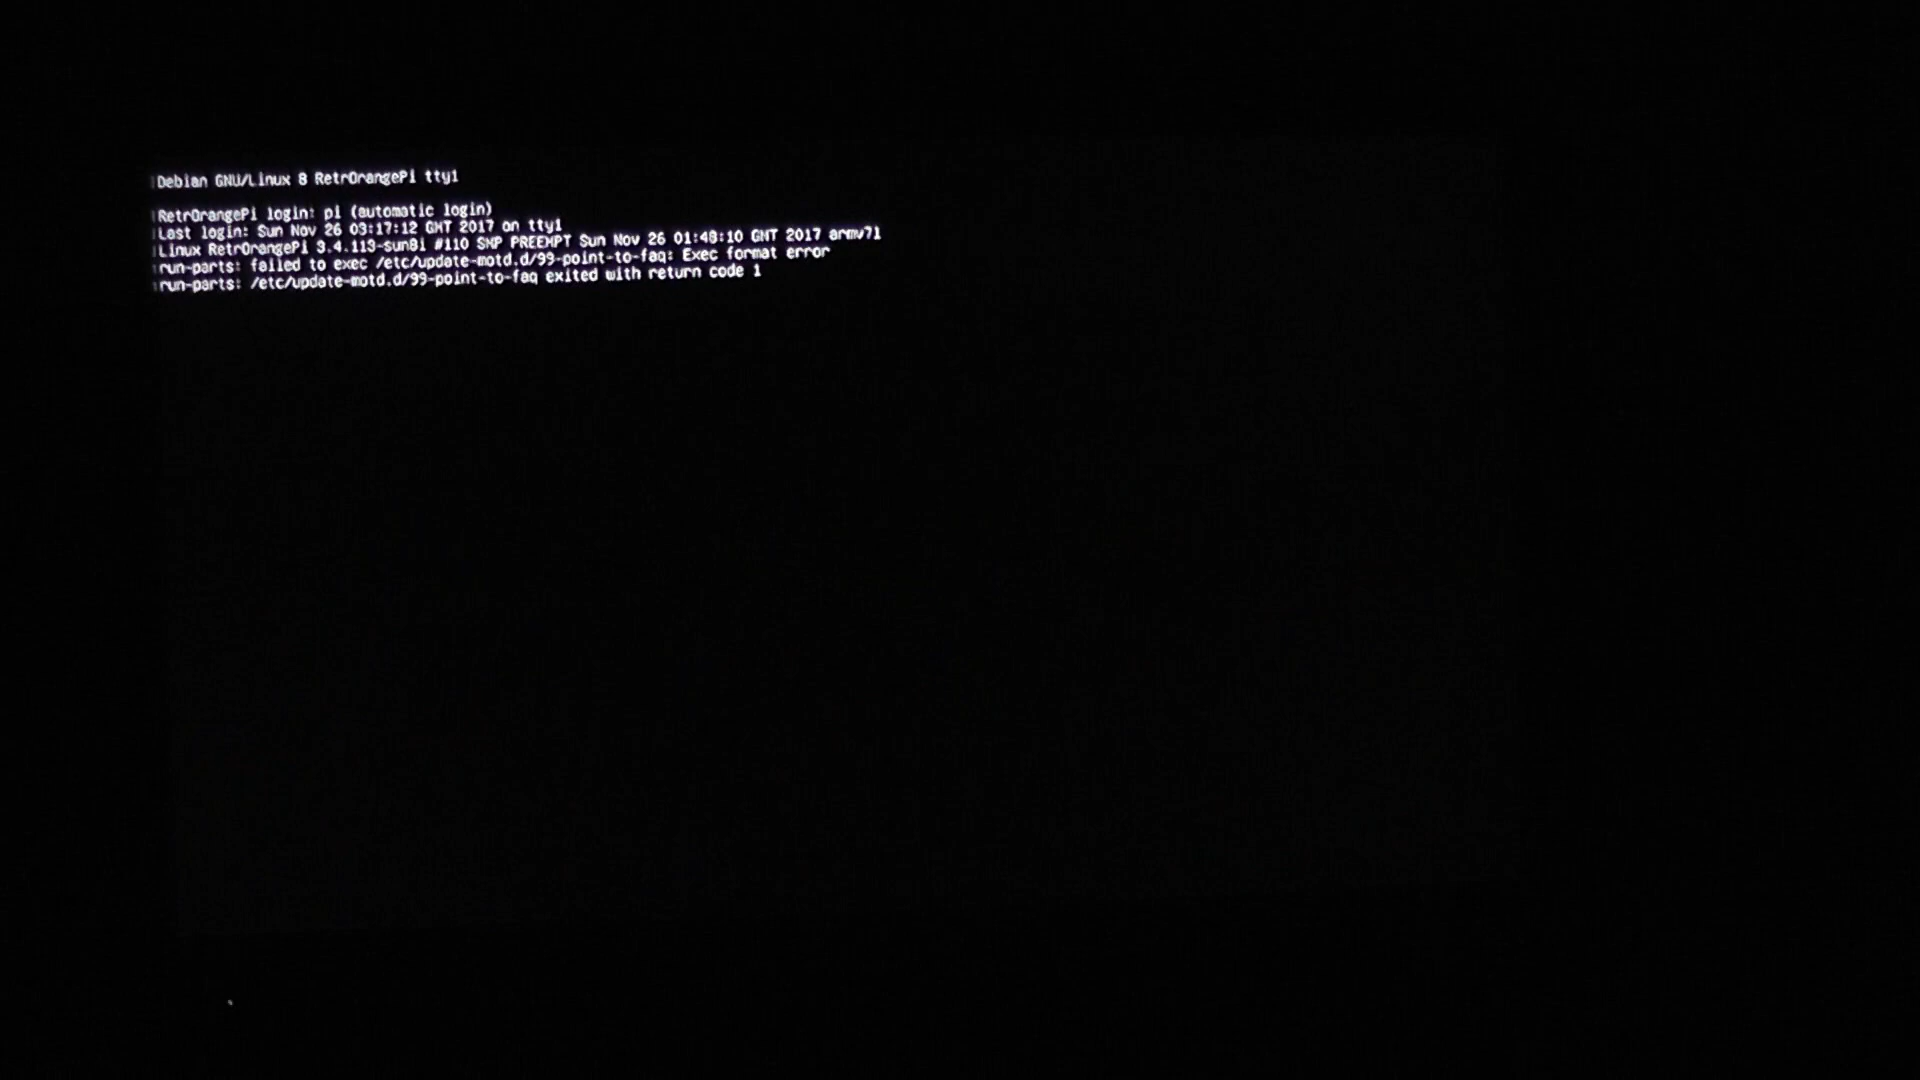 Debian GNU/Linux 8 RetrOrangePi tty1
RetrOrangePi login: pi (automatic login)
Last login: Sun Nov 26 03:17:12 GMT 2017 on tty1
Linux RetrOrangePi 3.4.113-sun8i #110 SMP PREEMPT Sun Nov 26 01:48:10 GMT 2017 armv7l
run-parts: failed to exec /etc/update-motd.d/99-point-to-faq: Exec format error
run-parts: /etc/update-motd.d/99-point-to-faq exited with return code 1